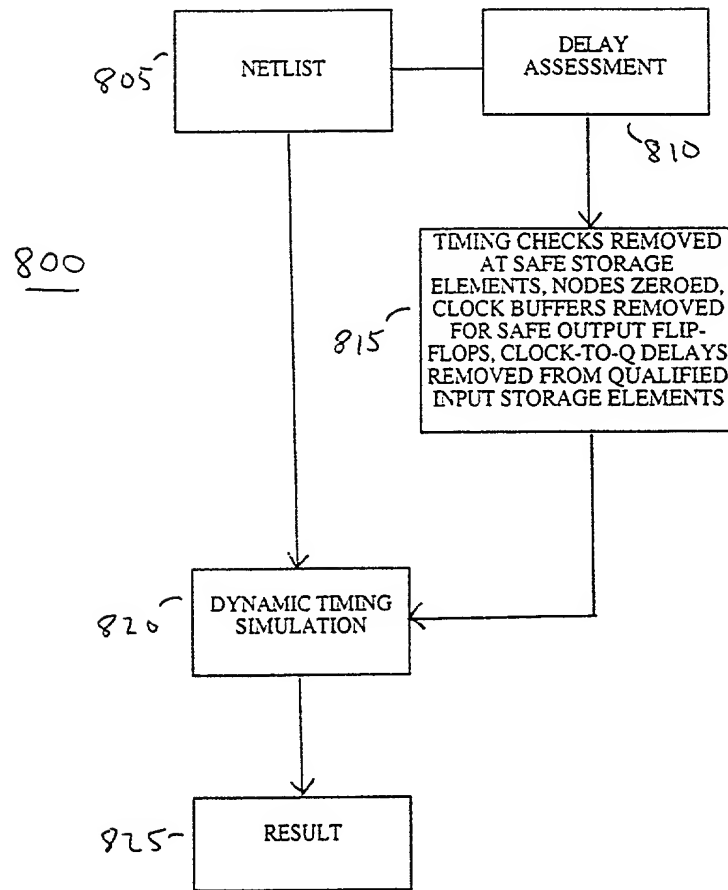 805
NETLIST
DELAY
ASSESSMENT
810
800
TIMING CHECKS REMOVED
AT SAFE STORAGE
ELEMENTS, NODES ZEROED,
CLOCK BUFFERS REMOVED
FOR SAFE OUTPUT FLIP-
FLOPS, CLOCK-TO-Q DELAYS
REMOVED FROM QUALIFIED
INPUT STORAGE ELEMENTS
815
820
DYNAMIC TIMING
SIMULATION
825
RESULT